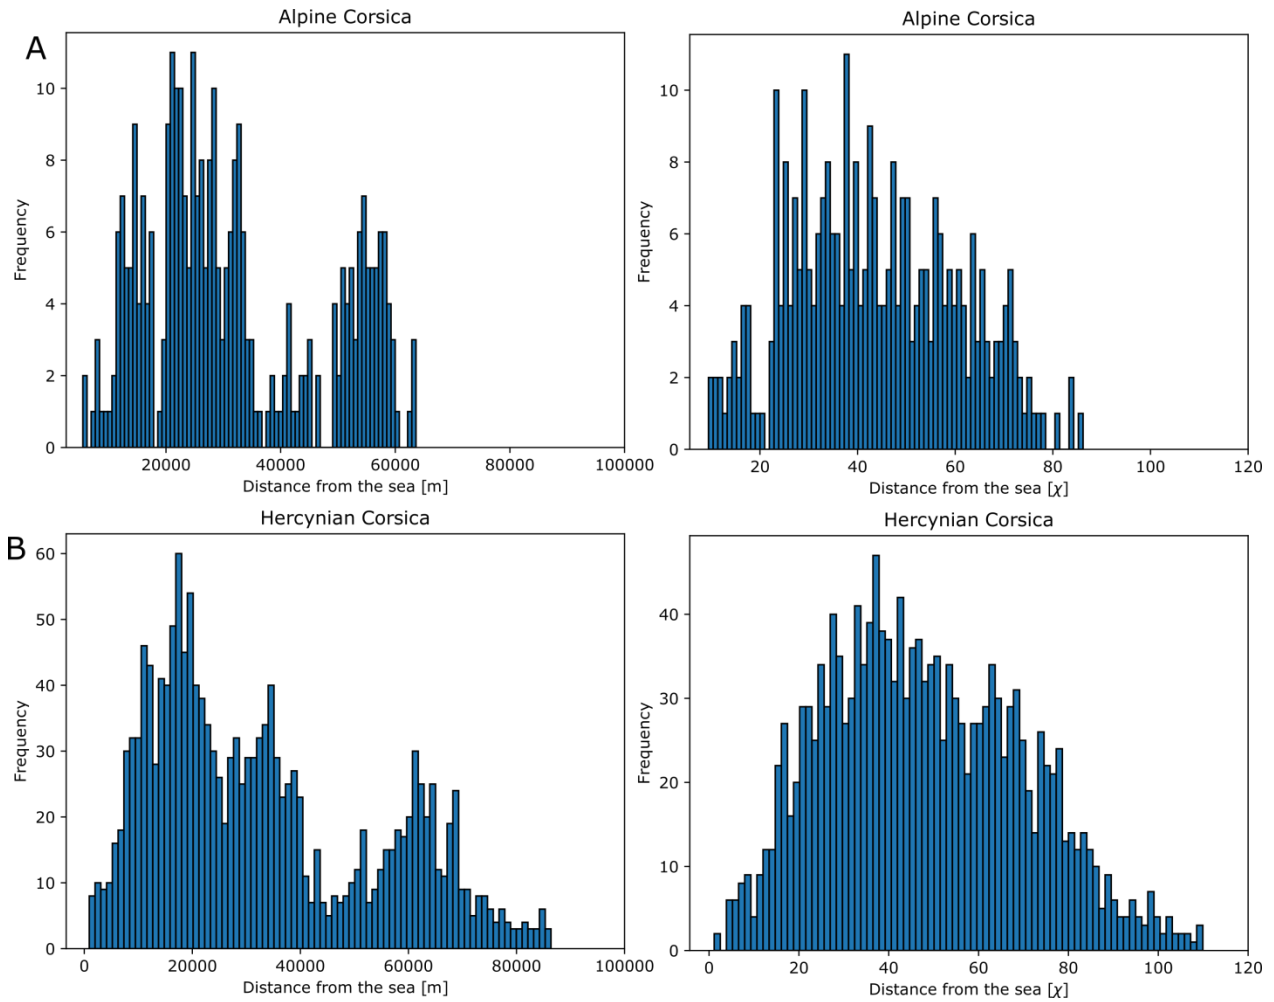 Alpine Corsica
A
10
8
6
4
2
0
Frequency
20000 40000 60000 80000 100000
Distance from the sea [m]
Alpine Corsica
10
8
6
4
2
0
Frequency
20 40 60 80 100 120
Distance from the sea [χ]
Hercynian Corsica
B
60
50
40
30
20
10
0
Frequency
0 20000 40000 60000 80000 100000
Distance from the sea [m]
Hercynian Corsica
40
30
20
10
0
Frequency
0 20 40 60 80 100 120
Distance from the sea [χ]